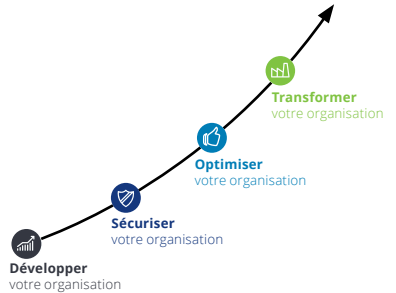 Transformer
votre organisation
Optimiser
votre organisation
Sécuriser
votre organisation
Développer
votre organisation